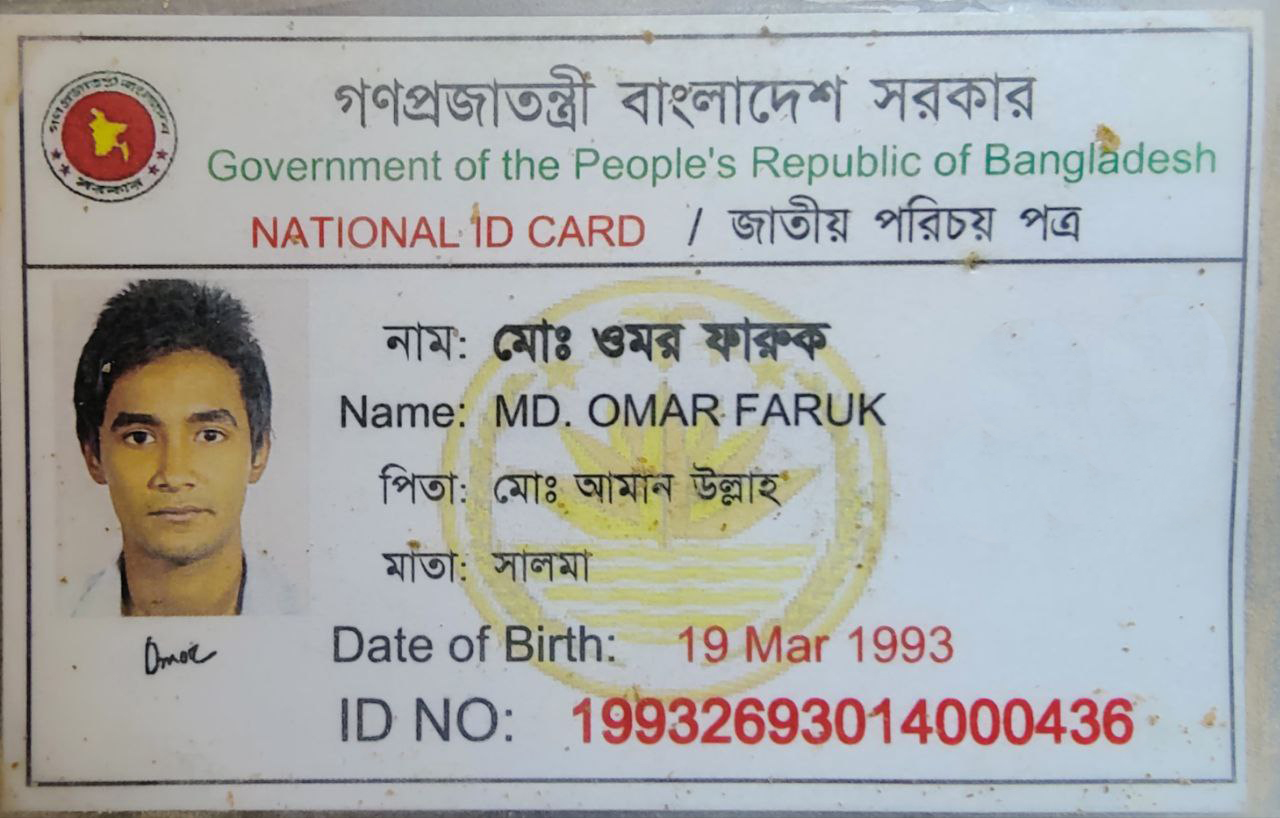 গণপ্রজাতন্ত্রী বাংলাদেশ সরকার
Government of the People's Republic of Bangladesh
NATIONAL ID CARD / জাতীয় পরিচয় পত্র
নাম: মোঃ ওমর ফারুক
Name: MD. OMAR FARUK
পিতা: মোঃ আমান উল্লাহ
মাতা: সালমা
Date of Birth: 19 Mar 1993
Omar
ID NO: 19932693014000436